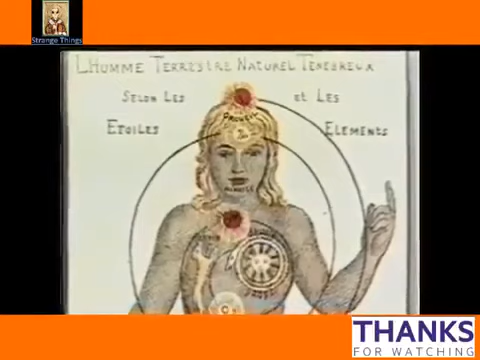 Strange Things
L'HOMME TERRESTRE NATUREL TENEBREUX
SELON LES et LES
ETOILES ELEMENTS
THANKS
FOR WATCHING